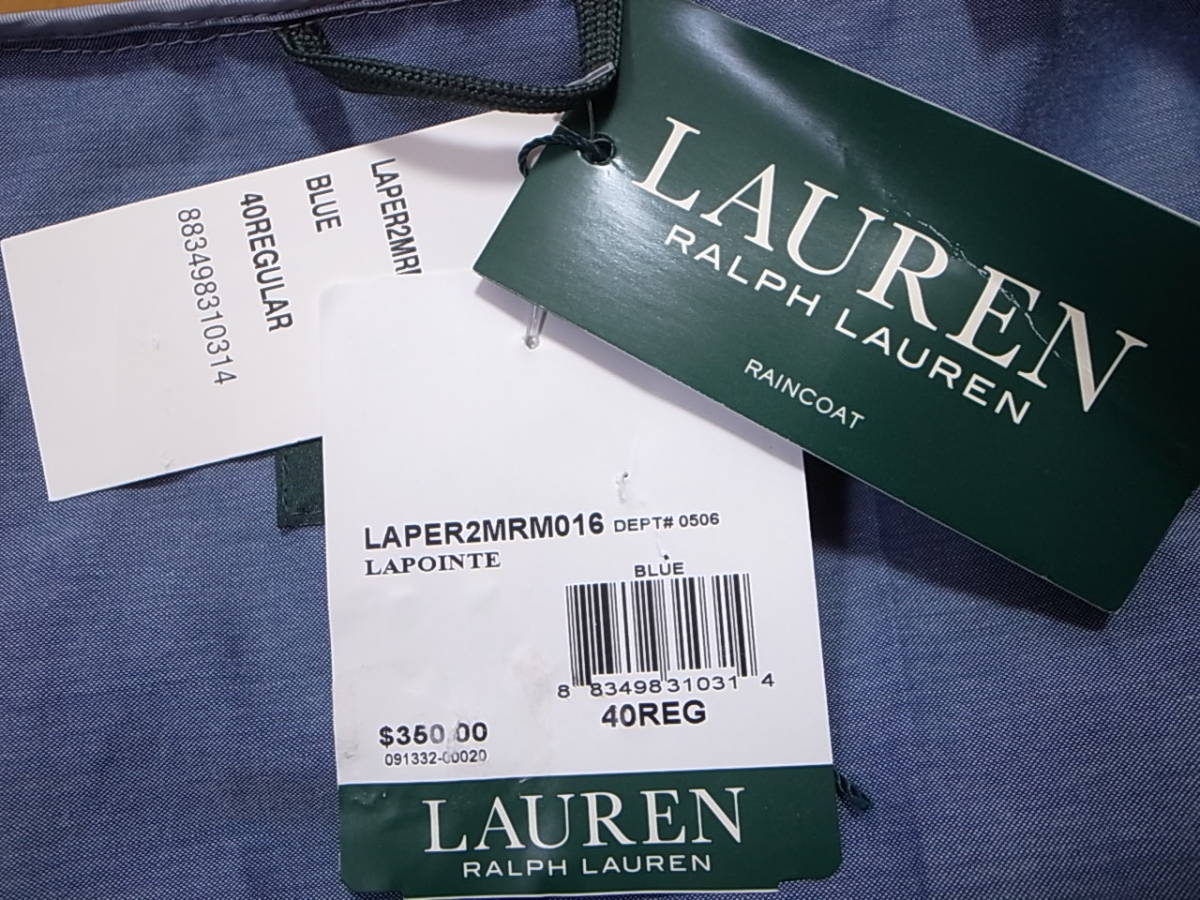 LAUREN
RALPH LAUREN
RAINCOAT
BLUE
40REGULAR
883498310314
LAPER2MRM016 DEPT# 0506
LAPOINTE
BLUE
8 83498 31031 4
40REG
$350.00
091332-00020
LAUREN
RALPH LAUREN